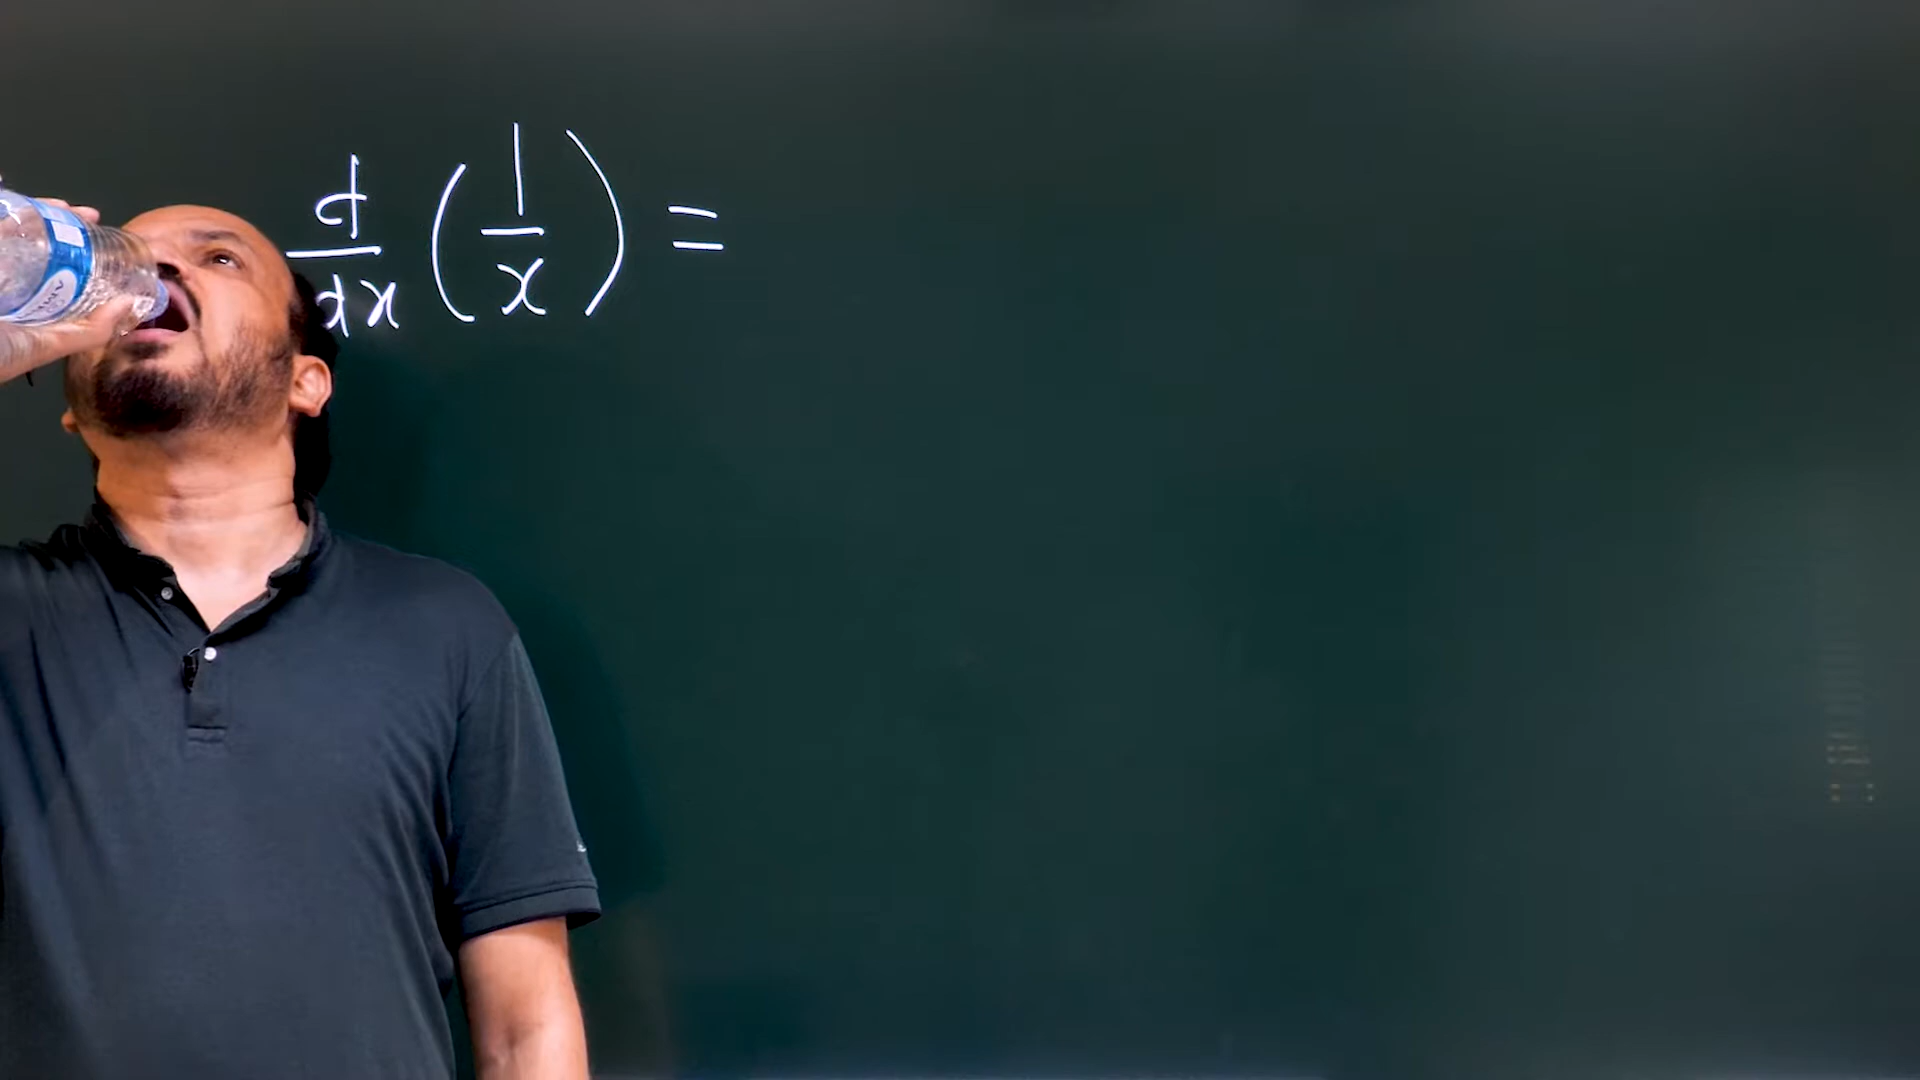 d/dx (1/x) =